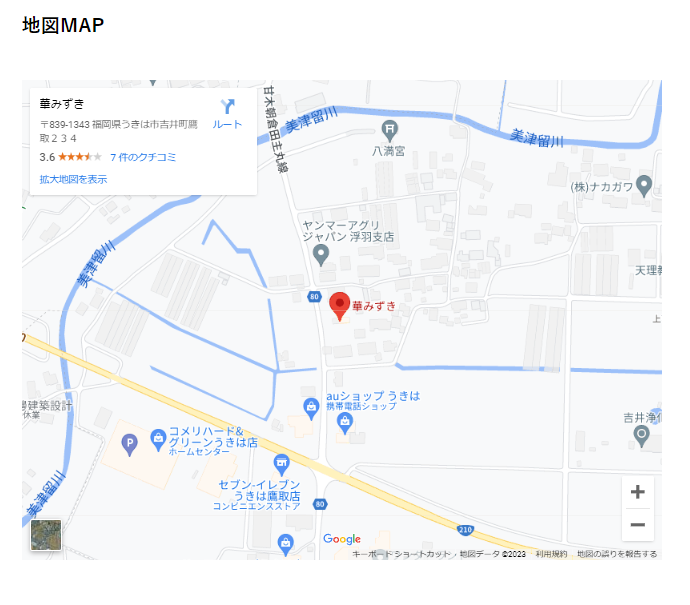 地図MAP
華みずき
〒839-1343 福岡県うきは市吉井町鷹
取２３４
ルート
3.6
7 件のクチコミ
拡大地図を表示
甘木朝倉田主丸線
美津留川
美津留川
八満宮
(株)ナカガワ
ヤンマーアグリ
ジャパン 浮羽支店
美津留川
天理教
80
華みずき
上
auショップ うきは
携帯電話ショップ
建築設計
休業
コメリハード&
グリーンうきは店
ホームセンター
P
吉井浄化
セブン-イレブン
うきは鷹取店
コンビニエンスストア
80
美津留川
210
Google
キーボード ショートカット
地図データ ©2023
利用規約
地図の誤りを報告する